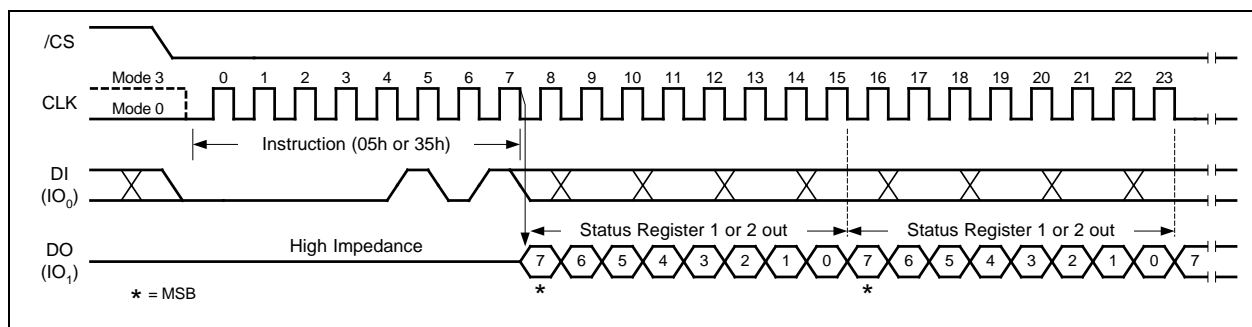 /CS
Mode 3 0 1 2 3 4 5 6 7 8 9 10 11 12 13 14 15 16 17 18 19 20 21 22 23
CLK Mode 0
Instruction (05h or 35h)
DI
(IO0)
Status Register 1 or 2 out Status Register 1 or 2 out
High Impedance
DO
(IO1)
7 6 5 4 3 2 1 0 7 6 5 4 3 2 1 0 7
* *
* = MSB